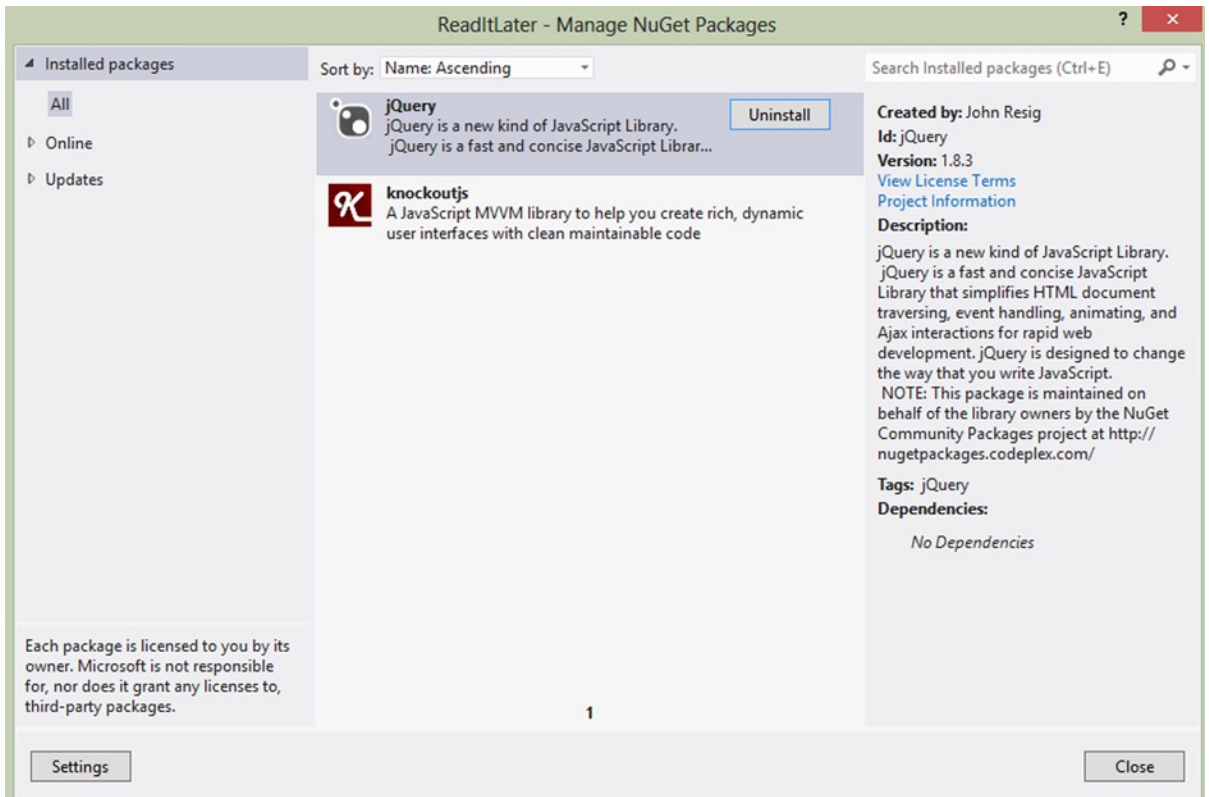 ReadItLater - Manage NuGet Packages
?
Installed packages
All
Online
Updates
Each package is licensed to you by its
owner. Microsoft is not responsible
for, nor does it grant any licenses to,
third-party packages.
Settings
Sort by: Name: Ascending
jQuery
jQuery is a new kind of JavaScript Library.
jQuery is a fast and concise JavaScript Librar...
Uninstall
knockoutjs
A JavaScript MVVM library to help you create rich, dynamic
user interfaces with clean maintainable code
1
Search Installed packages (Ctrl+E)
Created by: John Resig
Id: jQuery
Version: 1.8.3
View License Terms
Project Information
Description:
jQuery is a new kind of JavaScript Library.
jQuery is a fast and concise JavaScript
Library that simplifies HTML document
traversing, event handling, animating, and
Ajax interactions for rapid web
development. jQuery is designed to change
the way that you write JavaScript.
NOTE: This package is maintained on
behalf of the library owners by the NuGet
Community Packages project at http://
nugetpackages.codeplex.com/
Tags: jQuery
Dependencies:
No Dependencies
Close